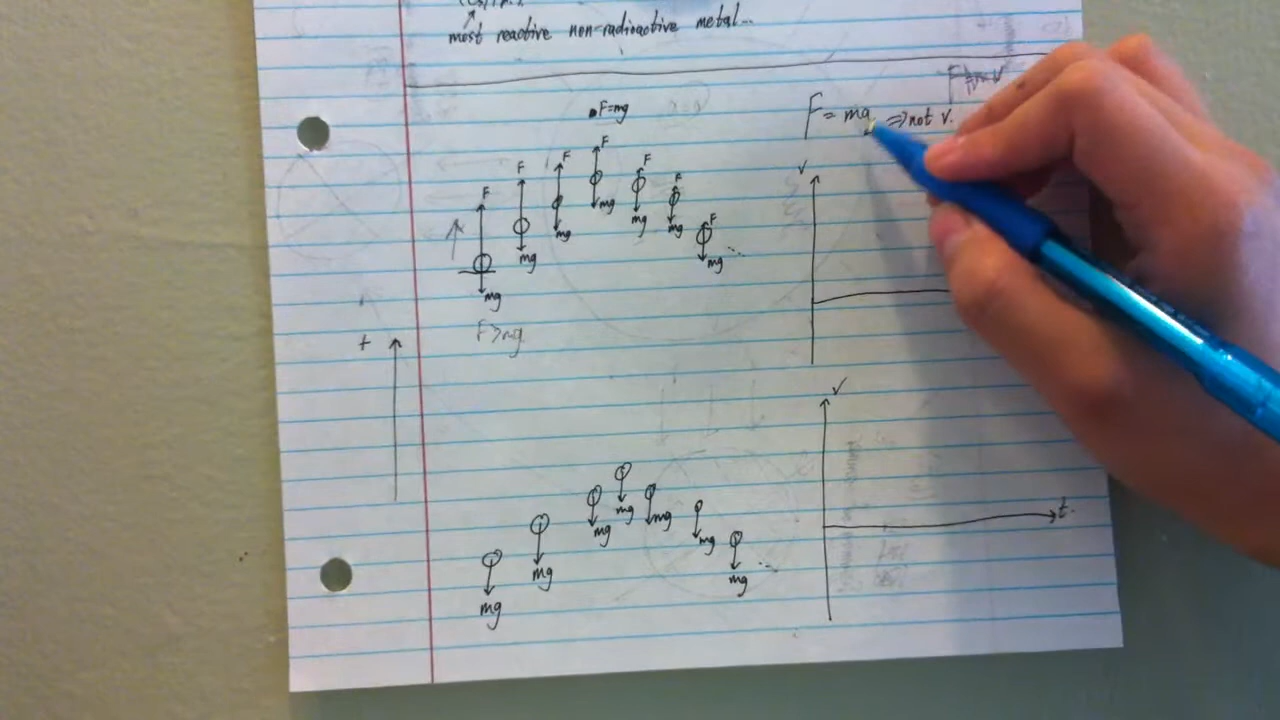 most reactive non-radioactive metal...
F=mg
F = mg ⇒ not v.
F
F
F
F
F
F
F
v
mg
mg
mg
mg
mg
mg
mg
F>mg
+
v
t
mg
mg
mg
mg
mg
mg
mg